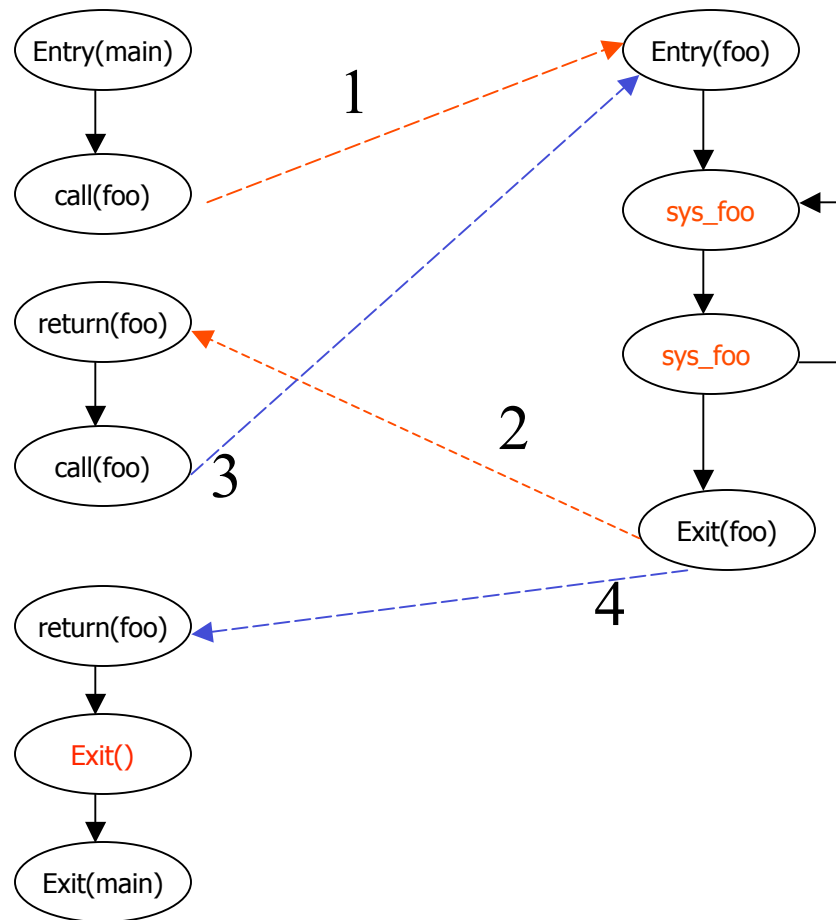 Entry(main)
Entry(foo)
1
call(foo)
sys_foo
return(foo)
sys_foo
2
call(foo)
3
Exit(foo)
4
return(foo)
Exit()
Exit(main)